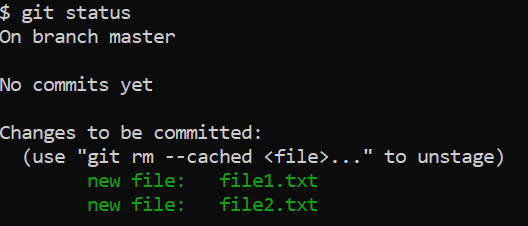 $ git status
On branch master

No commits yet

Changes to be committed:
  (use "git rm --cached <file>..." to unstage)
        new file:   file1.txt
        new file:   file2.txt